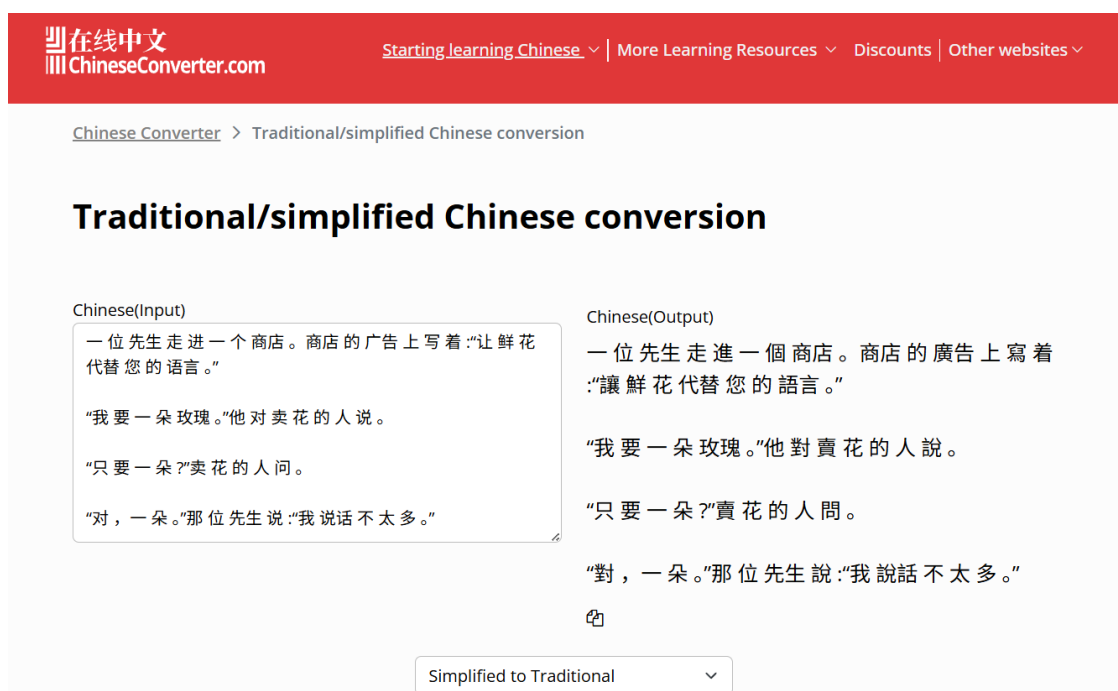 在线中文
ChineseConverter.com
Starting learning Chinese
More Learning Resources
Discounts
Other websites
Chinese Converter > Traditional/simplified Chinese conversion
Traditional/simplified Chinese conversion
Chinese(Input)
一 位 先生 走 进 一 个 商店 。商店 的 广告 上 写 着 :“让 鲜 花
代替 您 的 语言 。”
“我 要 一 朵 玫瑰 。”他 对 卖 花 的 人 说 。
“只 要 一 朵 ?”卖 花 的 人 问 。
“对 ， 一 朵 。”那 位 先生 说 :“我 说话 不 太 多 。”
Chinese(Output)
一 位 先生 走 進 一 個 商店 。商店 的 廣告 上 寫 着
:“讓 鮮 花 代替 您 的 語言 。”
“我 要 一 朵 玫瑰 。”他 對 賣 花 的 人 說 。
“只 要 一 朵 ?”賣 花 的 人 問 。
“對 ， 一 朵 。”那 位 先生 說 :“我 說話 不 太 多 。”
Simplified to Traditional